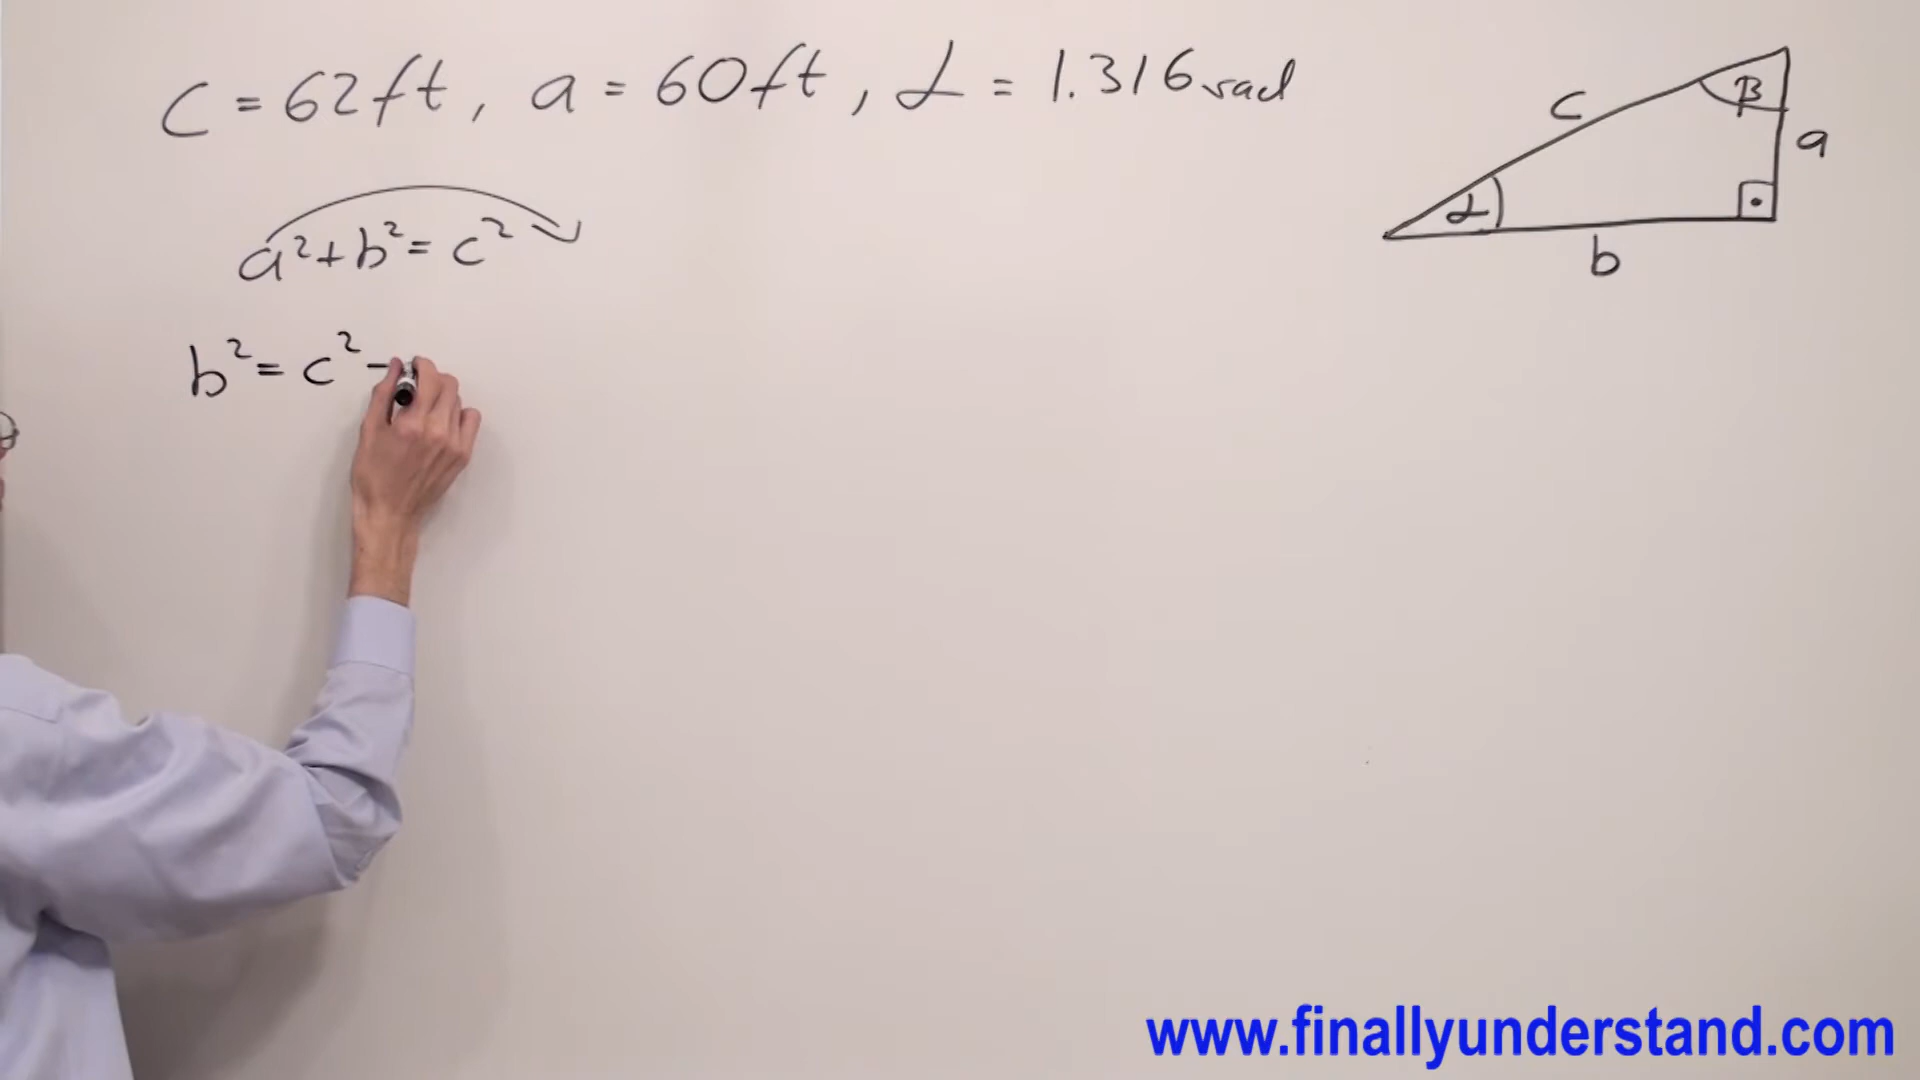 c = 62ft, a = 60ft, α = 1.316 rad
a² + b² = c²
b² = c² -
c
β
a
α
b
www.finallyunderstand.com